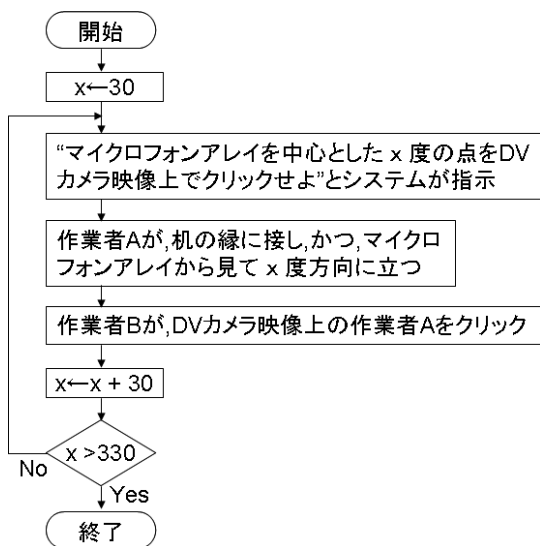 開始
x←30
“マイクロフォンアレイを中心とした x 度の点をDV
カメラ映像上でクリックせよ”とシステムが指示
作業者Aが,机の縁に接し,かつ,マイクロ
フォンアレイから見て x 度方向に立つ
作業者Bが,DVカメラ映像上の作業者Aをクリック
x←x + 30
x >330
No
Yes
終了